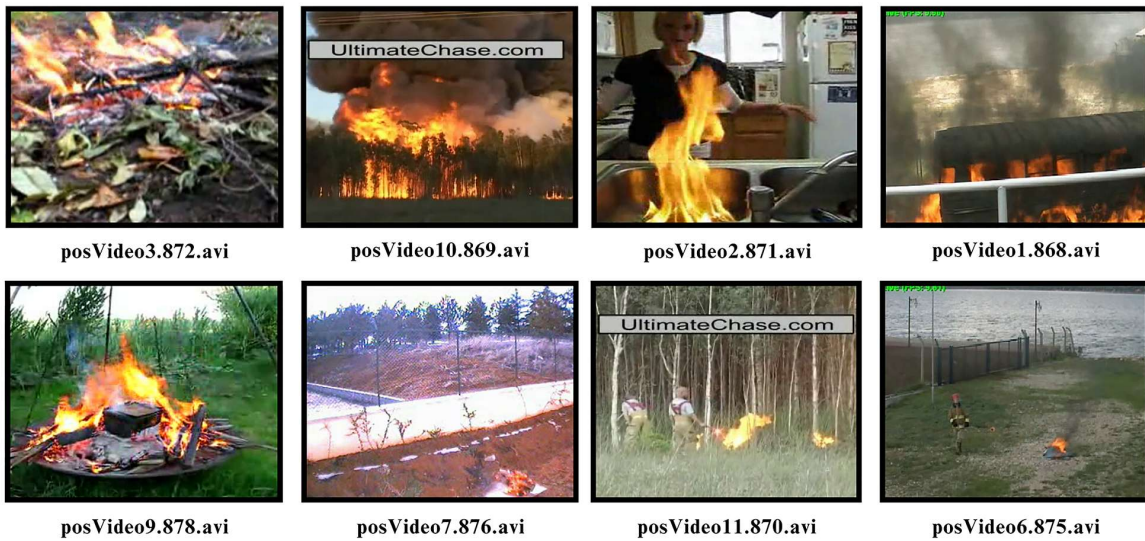 UltimateChase.com
posVideo3.872.avi
posVideo10.869.avi
posVideo2.871.avi
posVideo1.868.avi
UltimateChase.com
posVideo9.878.avi
posVideo7.876.avi
posVideo11.870.avi
posVideo6.875.avi